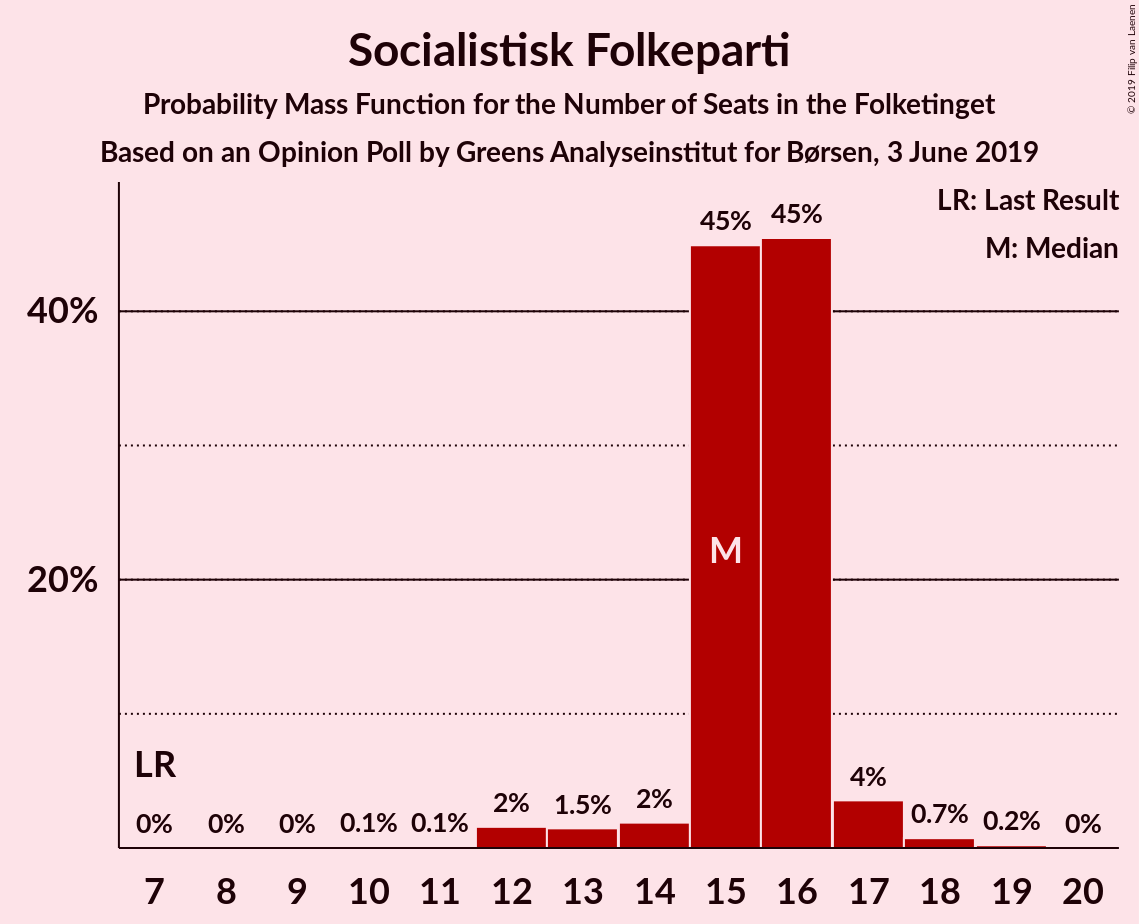 Socialistisk Folkeparti
Probability Mass Function for the Number of Seats in the Folketinget
Based on an Opinion Poll by Greens Analyseinstitut for Børsen, 3 June 2019
© 2019 Filip van Laenen
LR: Last Result
M: Median
45% 45%
40%
M
20%
LR
0% 0% 0% 0.1% 0.1% 2% 1.5% 2% 4% 0.7% 0.2% 0%
7 8 9 10 11 12 13 14 15 16 17 18 19 20